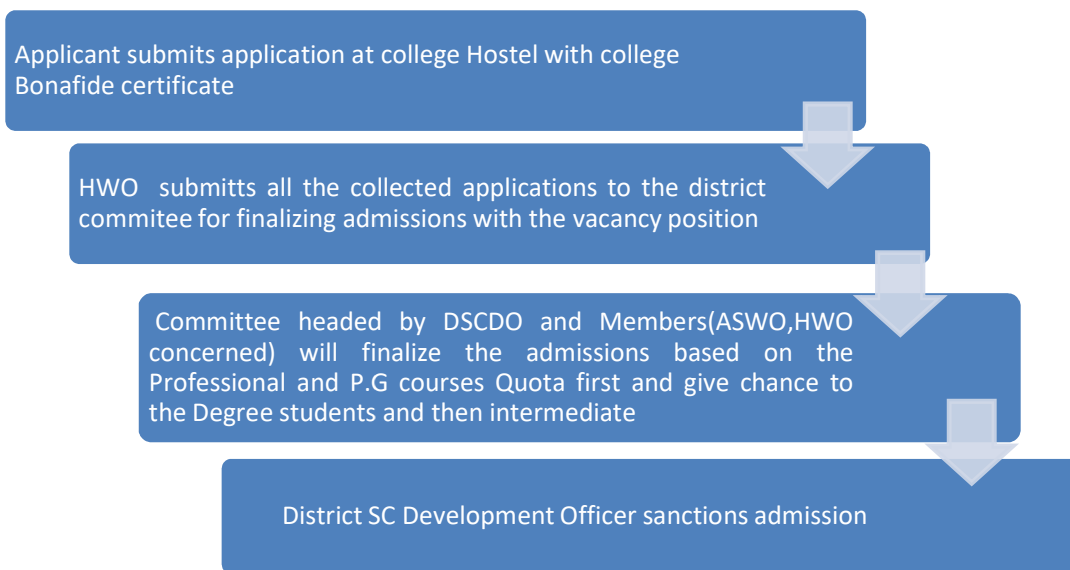 Applicant submits application at college Hostel with college
Bonafide certificate
HWO submitts all the collected applications to the district
commitee for finalizing admissions with the vacancy position
Committee headed by DSCDO and Members(ASWO,HWO
concerned) will finalize the admissions based on the
Professional and P.G courses Quota first and give chance to
the Degree students and then intermediate
District SC Development Officer sanctions admission